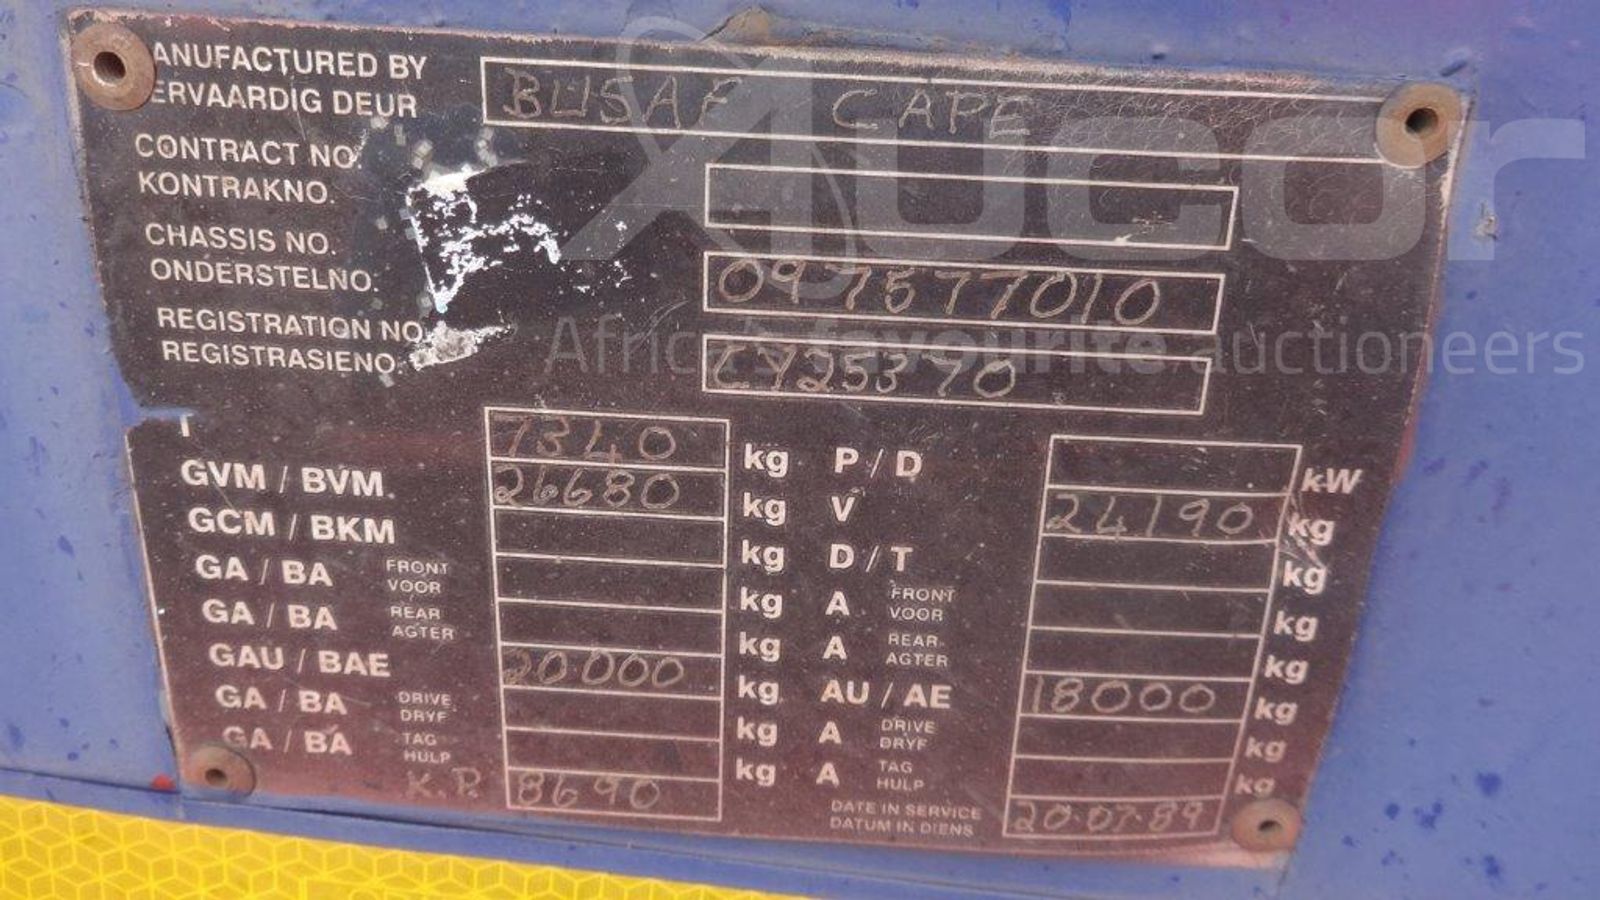 ANUFACTURED BY BUSAF CAPE
ERVAARDIG DEUR
CONTRACT NO.
KONTRAKNO.
CHASSIS NO. 097577010
ONDERSTELNO.
REGISTRATION NO.
REGISTRASIENO. CY25370
T 7340 kg P / D kW
GVM / BVM. 26680 kg V 24190 kg
GCM / BKM kg D / T kg
GA / BA FRONT VOOR kg A FRONT VOOR kg
GA / BA REAR AGTER kg A REAR AGTER kg
GAU / BAE 20000 kg AU / AE 18000 kg
GA / BA DRIVE DRYF kg A DRIVE DRYF kg
GA / BA TAG HULP kg A TAG HULP kg
K.P. 8690 DATE IN SERVICE 20.07.89
DATUM IN DIENS
Aucor
Africa's favourite auctioneers